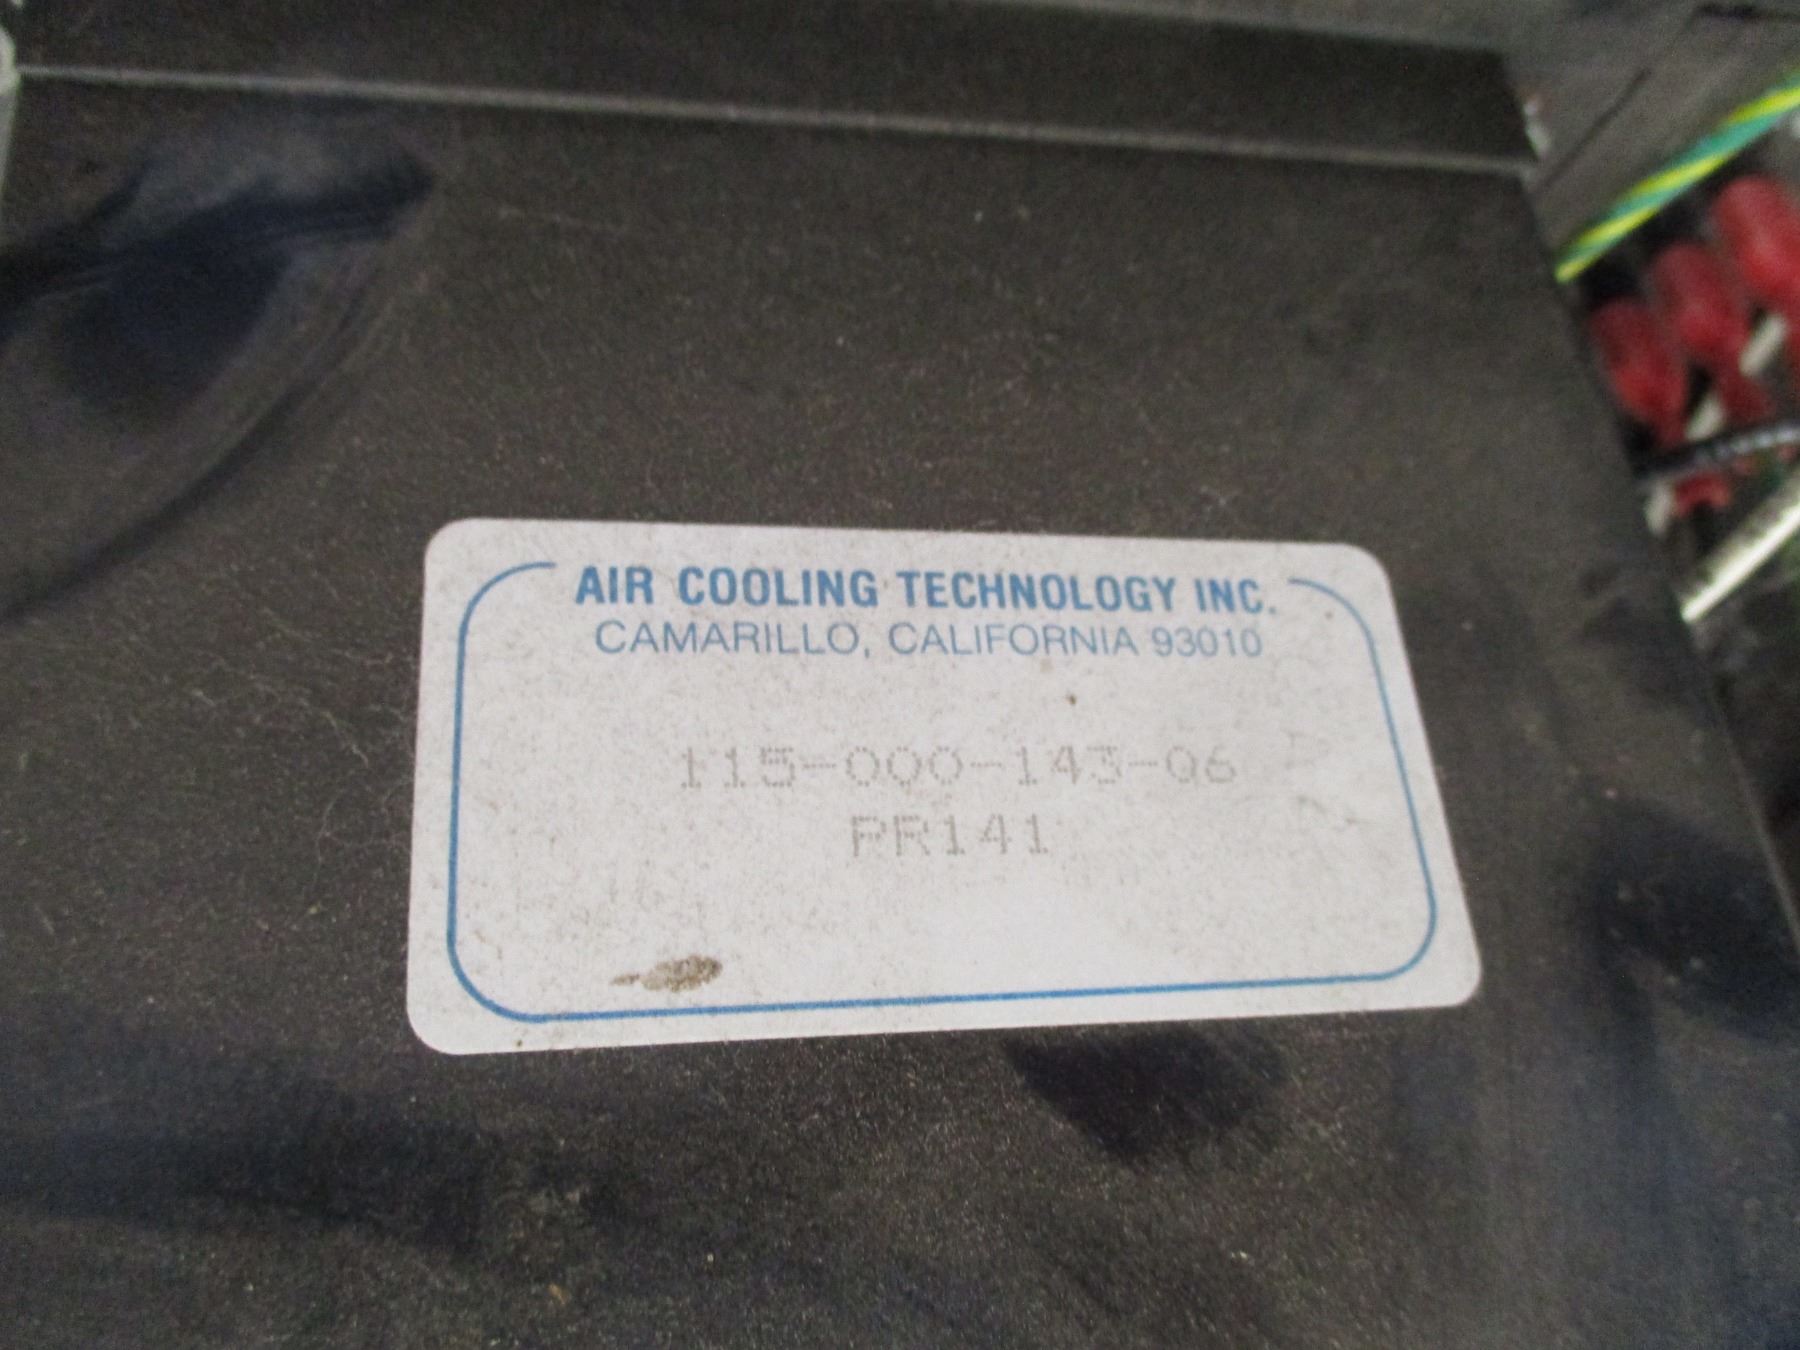 AIR COOLING TECHNOLOGY INC.
CAMARILLO, CALIFORNIA 93010
115-000-143-06
PR141